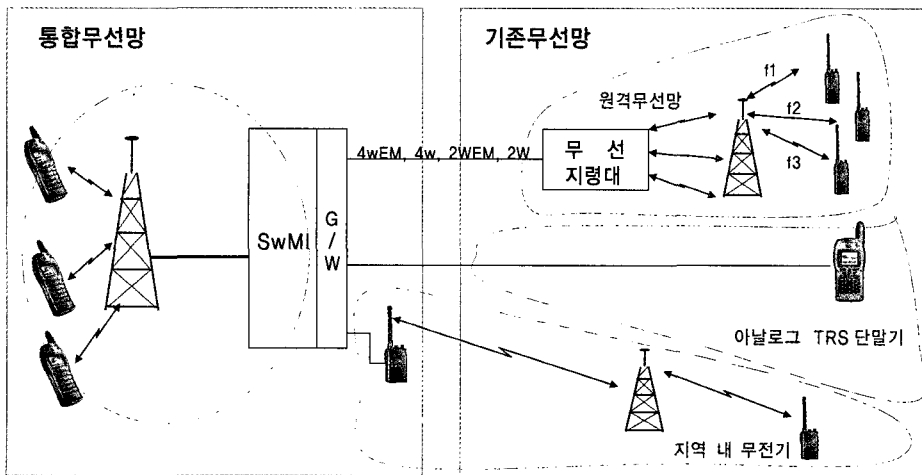 통합무선망
기존무선망
원격무선망
f1
f2
f3
4wEM, 4w, 2WEM, 2W
무 선
지령대
SwMI
G
/
W
아날로그 TRS 단말기
지역 내 무전기